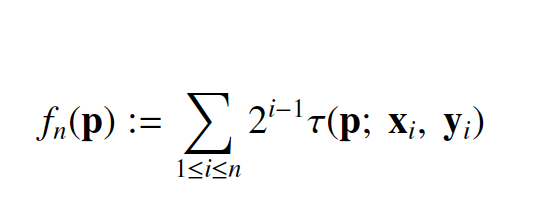 fₙ(𝐩) := ∑_{1≤i≤n} 2^{i−1} τ(𝐩; 𝐱ᵢ, 𝐲ᵢ)